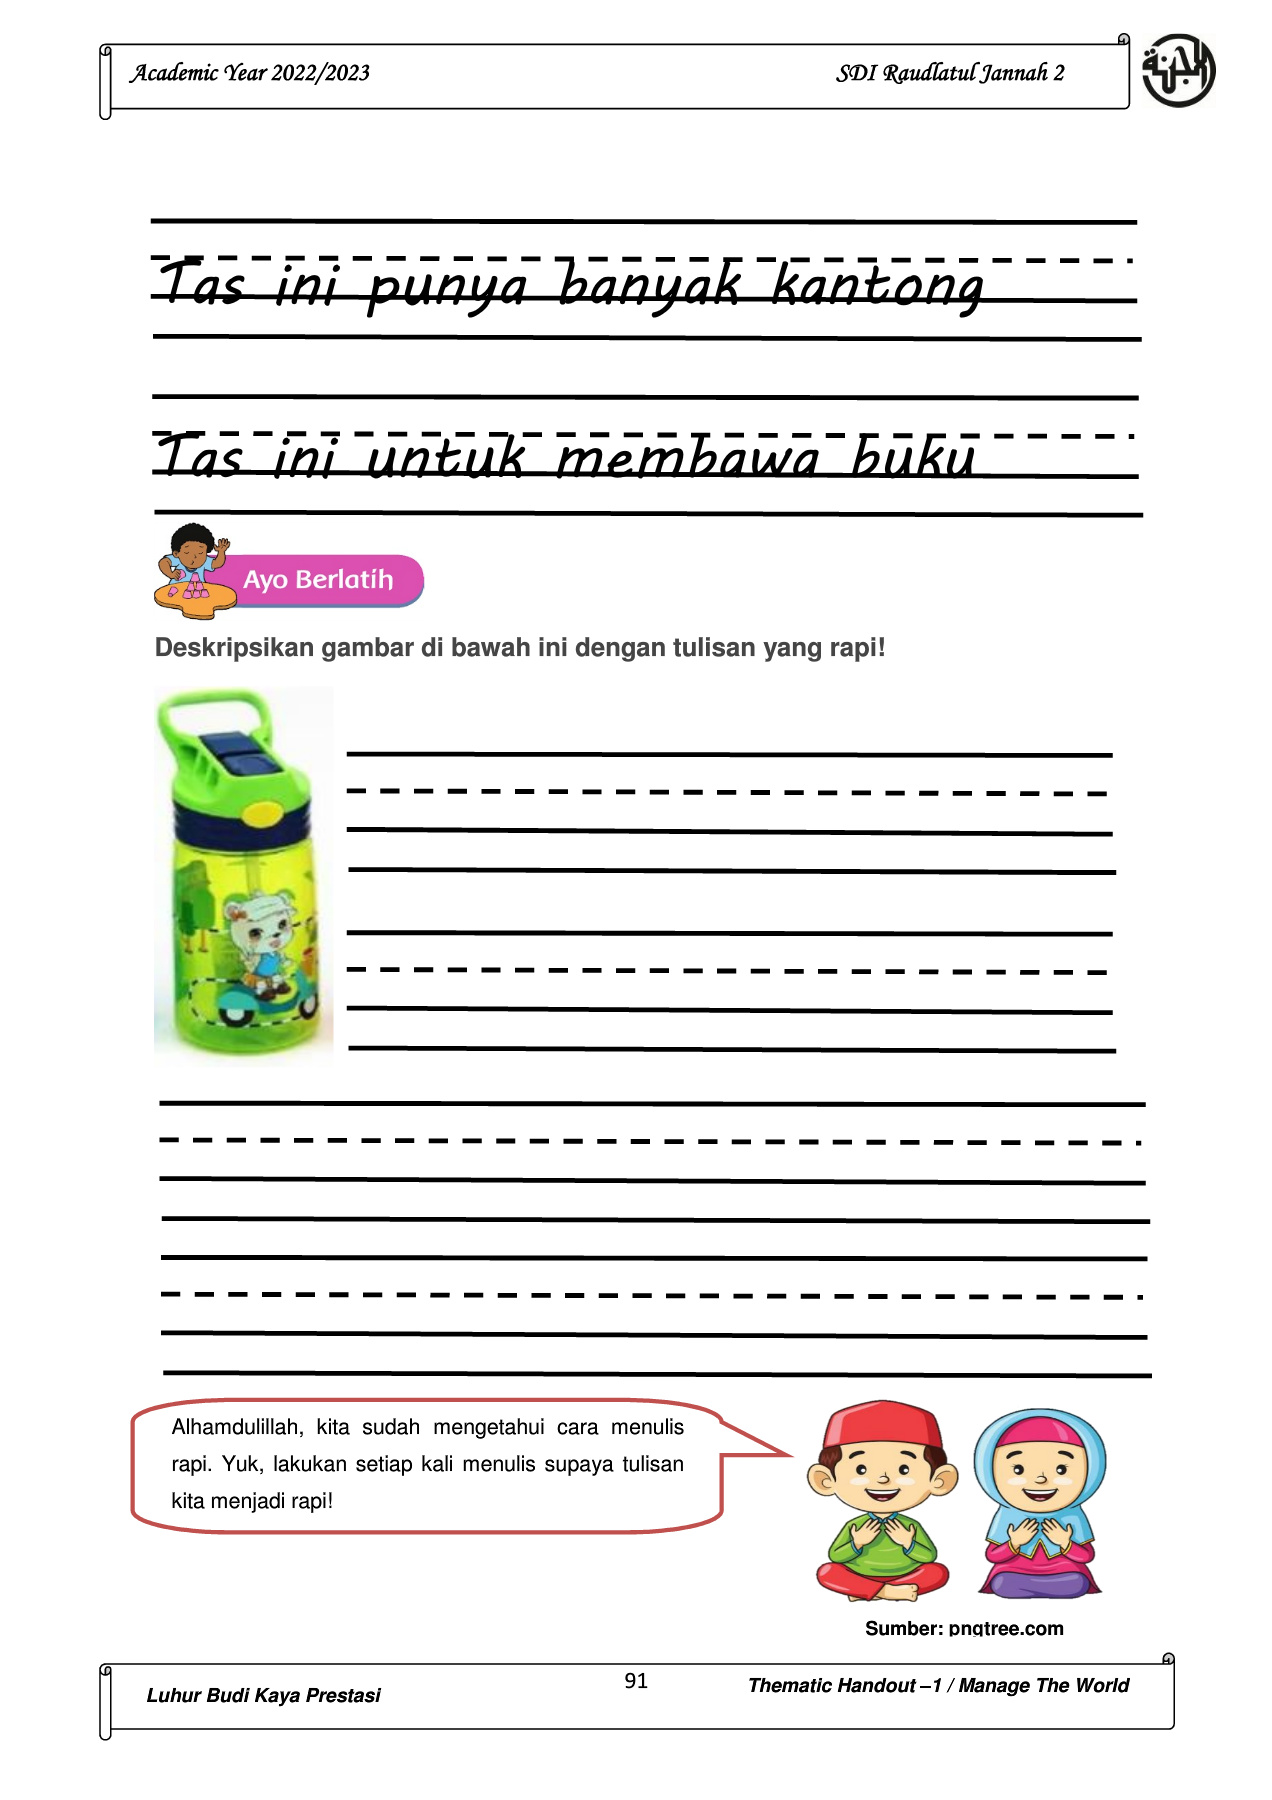 Academic Year 2022/2023 SDI Raudlatul Jannah 2
Tas ini punya banyak kantong
Tas ini untuk membawa buku
Ayo Berlatih
Deskripsikan gambar di bawah ini dengan tulisan yang rapi!
Alhamdulillah, kita sudah mengetahui cara menulis
rapi. Yuk, lakukan setiap kali menulis supaya tulisan
kita menjadi rapi!
Sumber: pngtree.com
Luhur Budi Kaya Prestasi 91 Thematic Handout –1 / Manage The World